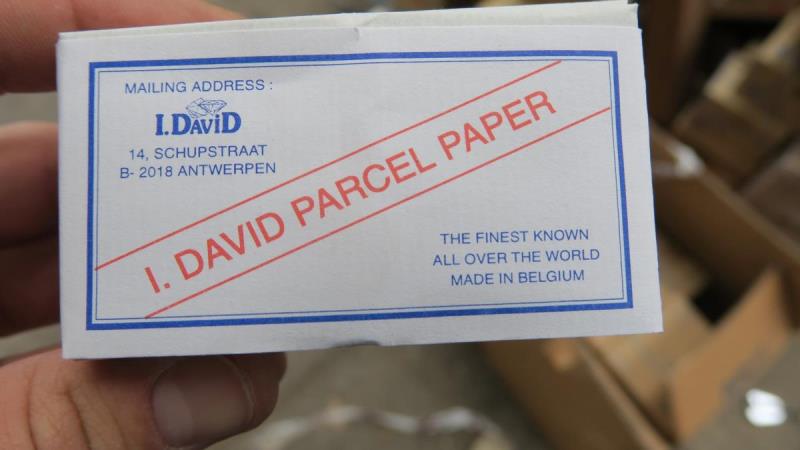 MAILING ADDRESS :
I.DAViD
14, SCHUPSTRAAT
B- 2018 ANTWERPEN
I. DAVID PARCEL PAPER
THE FINEST KNOWN
ALL OVER THE WORLD
MADE IN BELGIUM